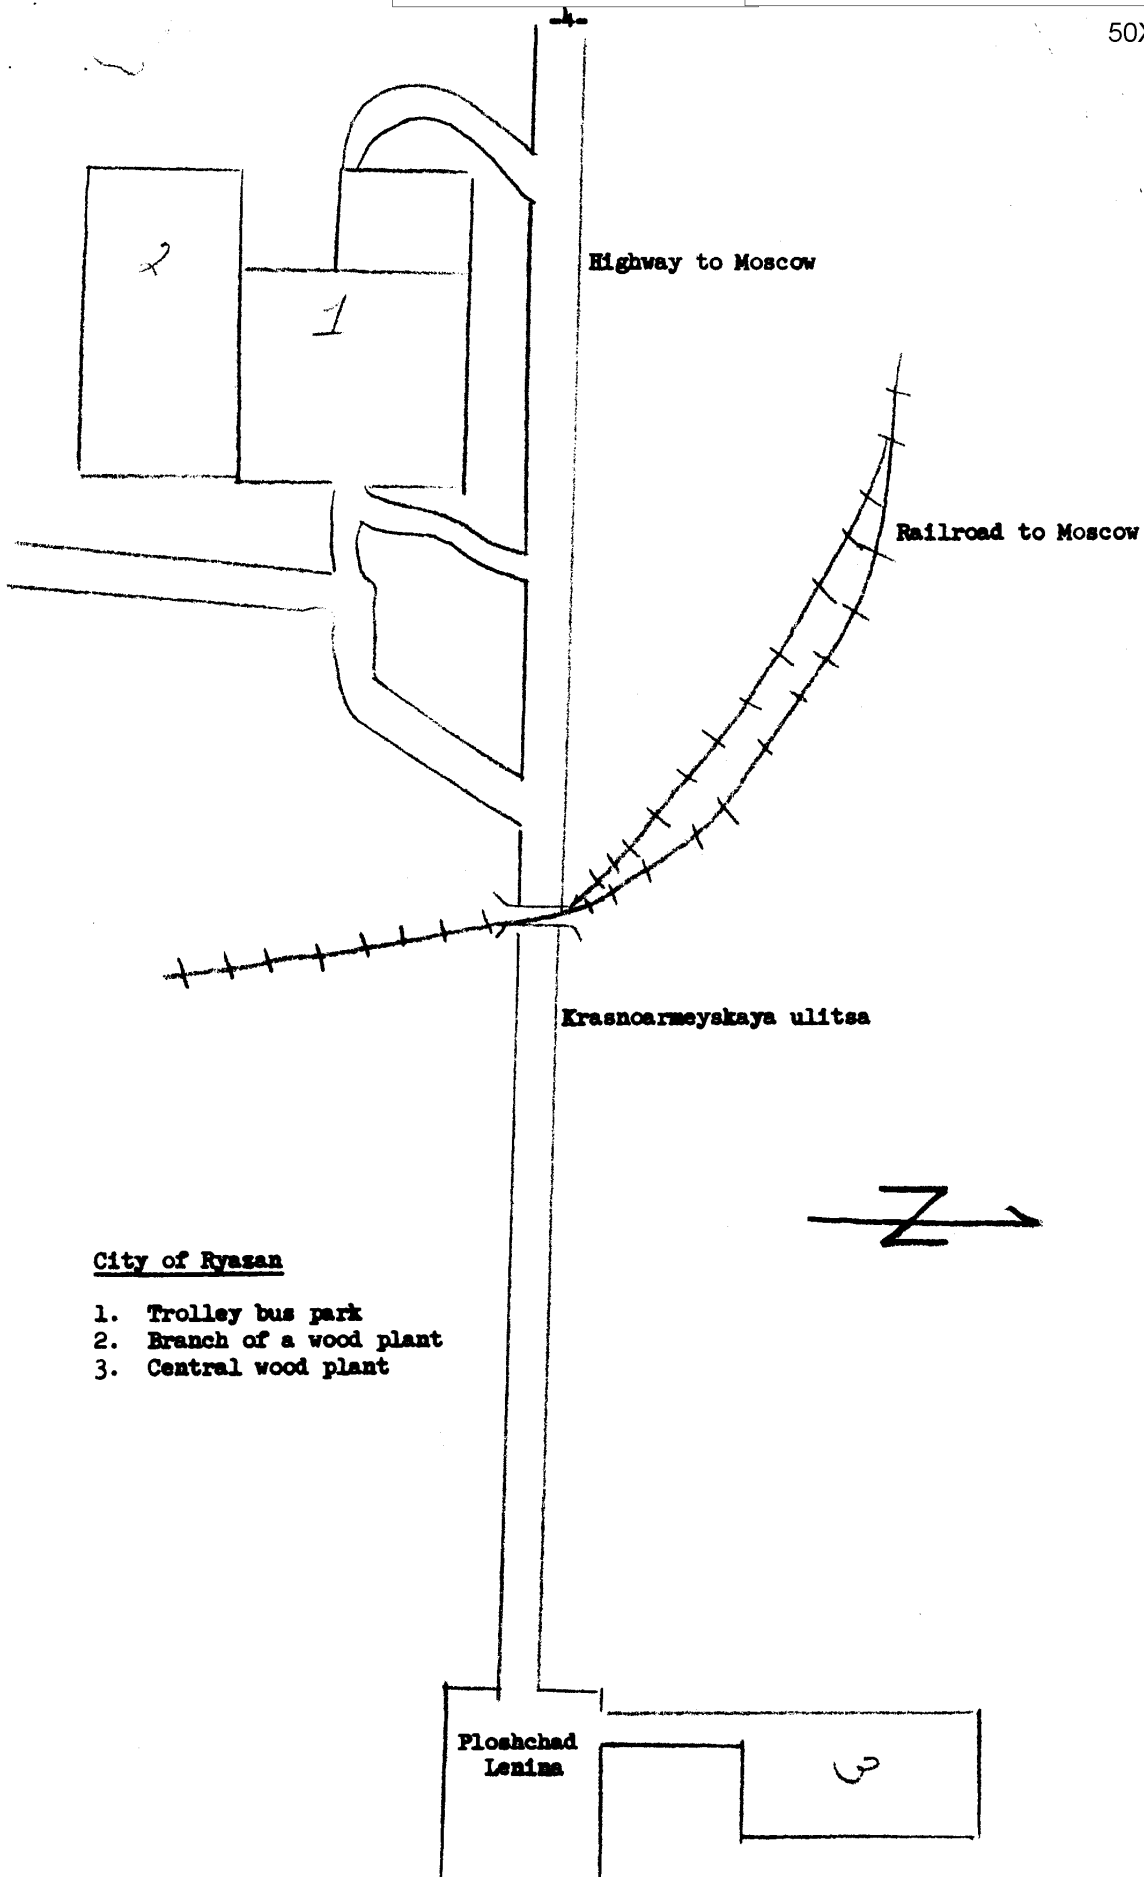 -4-
50X
2
1
Highway to Moscow
Railroad to Moscow
Krasnoarmeyskaya ulitsa
Z
City of Ryazan
1. Trolley bus park
2. Branch of a wood plant
3. Central wood plant
Ploshchad
Lenina
3